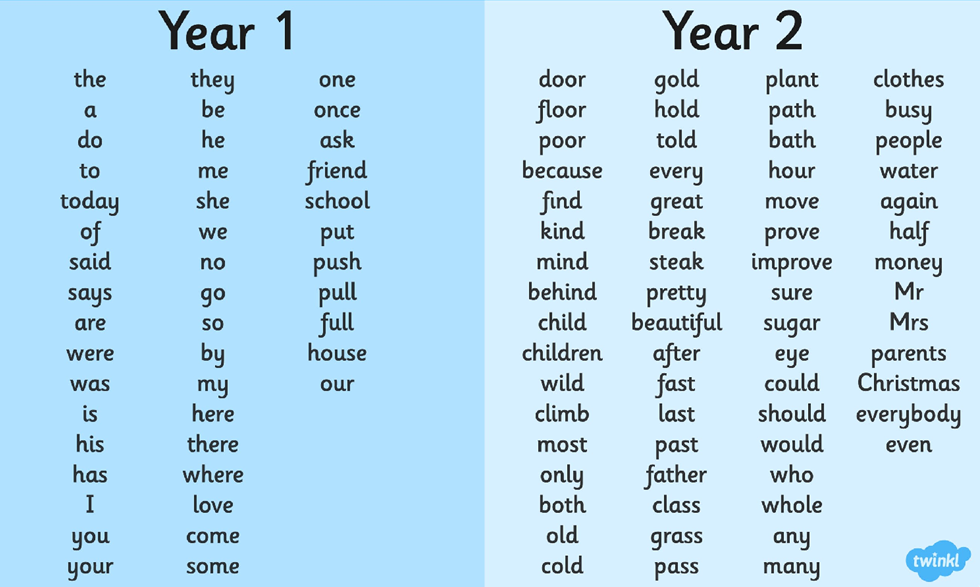 Year 1
the they one
a be once
do he ask
to me friend
today she school
of we put
said no push
says go pull
are so full
were by house
was my our
is here
his there
has where
I love
you come
your some
Year 2
door gold plant clothes
floor hold path busy
poor told bath people
because every hour water
find great move again
kind break prove half
mind steak improve money
behind pretty sure Mr
child beautiful sugar Mrs
children after eye parents
wild fast could Christmas
climb last should everybody
most past would even
only father who
both class whole
old grass any
cold pass many
twinkl